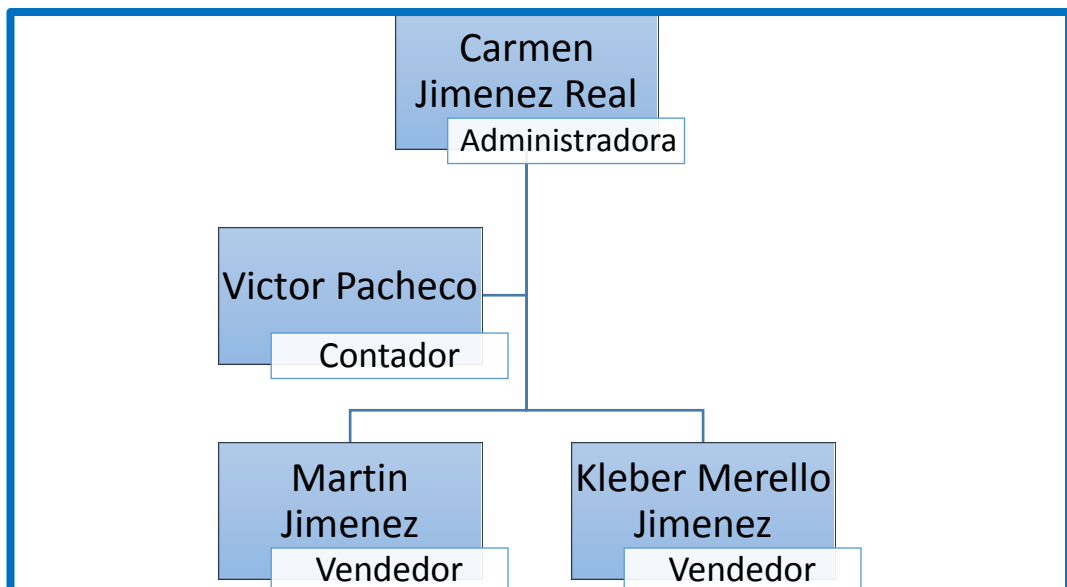 Carmen
Jimenez Real
Administradora
Victor Pacheco
Contador
Martin
Jimenez
Vendedor
Kleber Merello
Jimenez
Vendedor